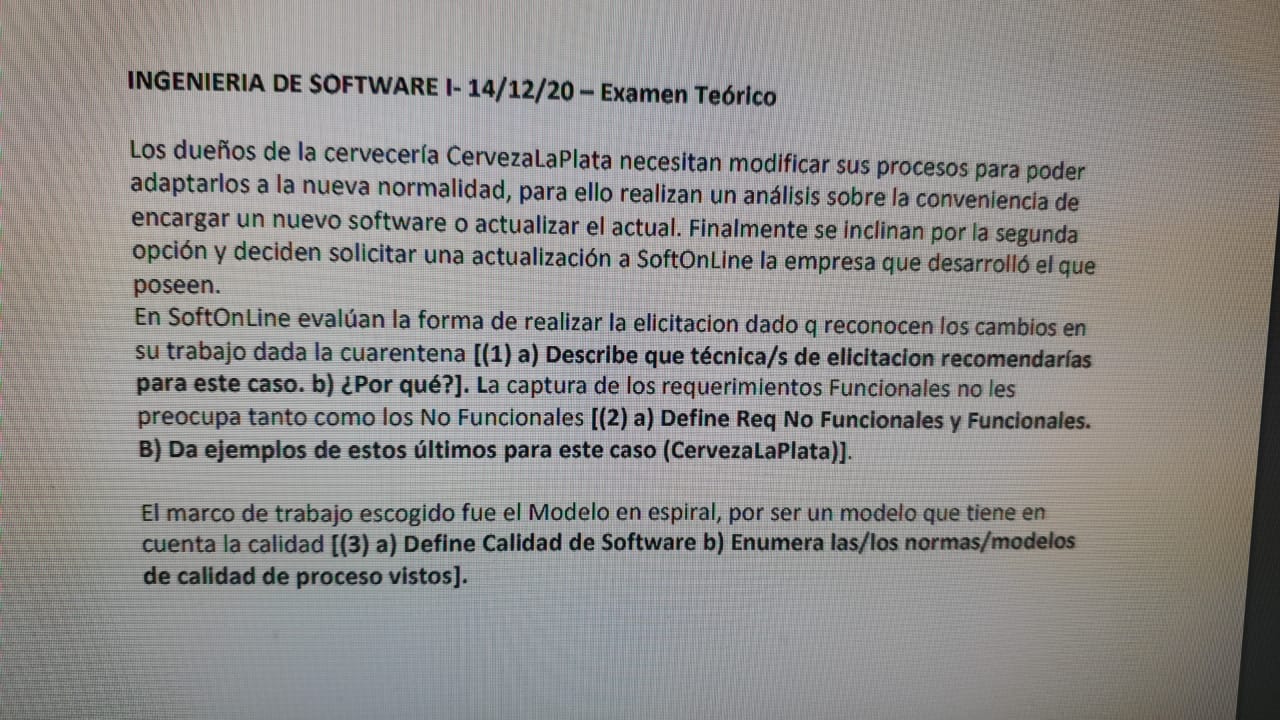 INGENIERIA DE SOFTWARE I- 14/12/20 – Examen Teórico
Los dueños de la cervecería CervezaLaPlata necesitan modificar sus procesos para poder
adaptarlos a la nueva normalidad, para ello realizan un análisis sobre la conveniencia de
encargar un nuevo software o actualizar el actual. Finalmente se inclinan por la segunda
opción y deciden solicitar una actualización a SoftOnLine la empresa que desarrolló el que
poseen.
En SoftOnLine evalúan la forma de realizar la elicitacion dado q reconocen los cambios en
su trabajo dada la cuarentena [(1) a) Describe que técnica/s de elicitacion recomendarías
para este caso. b) ¿Por qué?]. La captura de los requerimientos Funcionales no les
preocupa tanto como los No Funcionales [(2) a) Define Req No Funcionales y Funcionales.
B) Da ejemplos de estos últimos para este caso (CervezaLaPlata)].
El marco de trabajo escogido fue el Modelo en espiral, por ser un modelo que tiene en
cuenta la calidad [(3) a) Define Calidad de Software b) Enumera las/los normas/modelos
de calidad de proceso vistos].